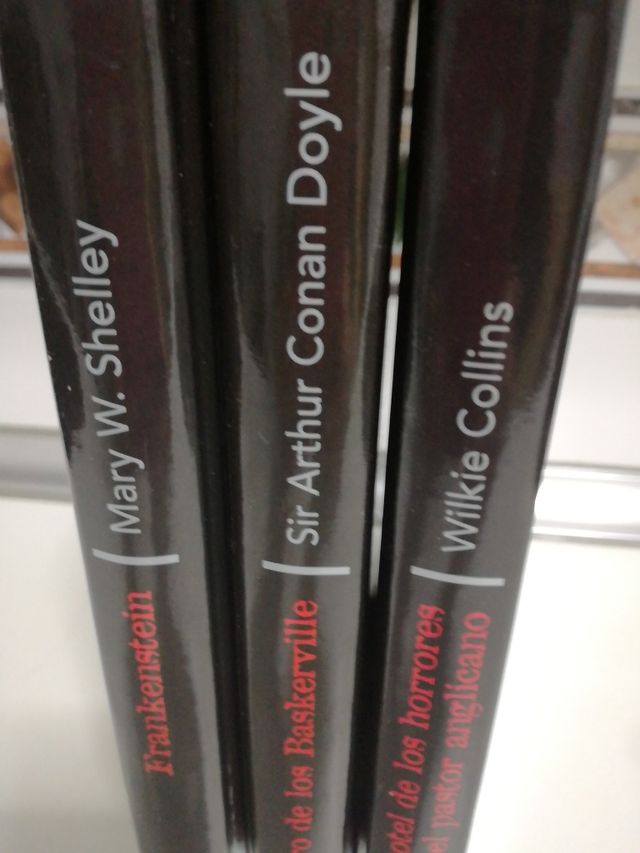 Frankenstein | Mary W. Shelley
ro de los Baskerville | Sir Arthur Conan Doyle
otel de los horrores
el pastor anglicano | Wilkie Collins